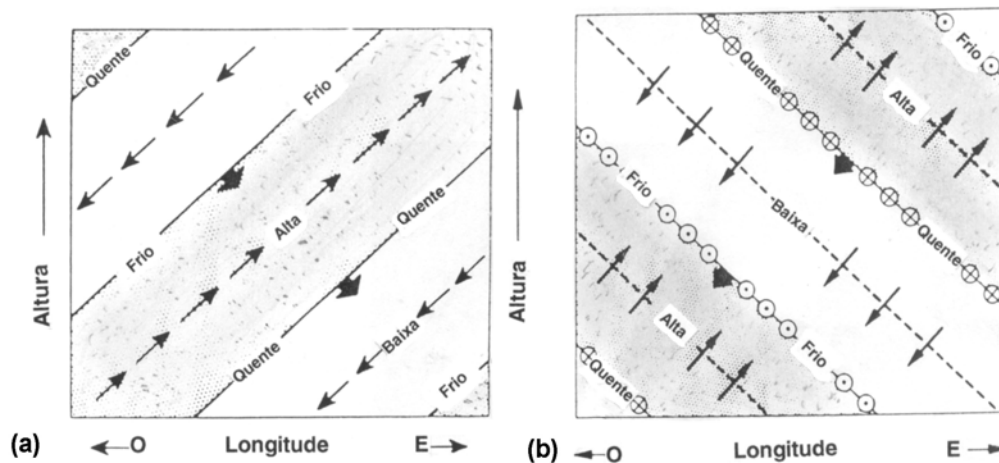 Quente
Frio
Alta
Frio
Quente
Baixa
Quente
Frio
Altura
(a)
O
Longitude
E
Quente
Frio
Alta
Frio
Baixa
Quente
Alta
Frio
Quente
Altura
(b)
O
Longitude
E